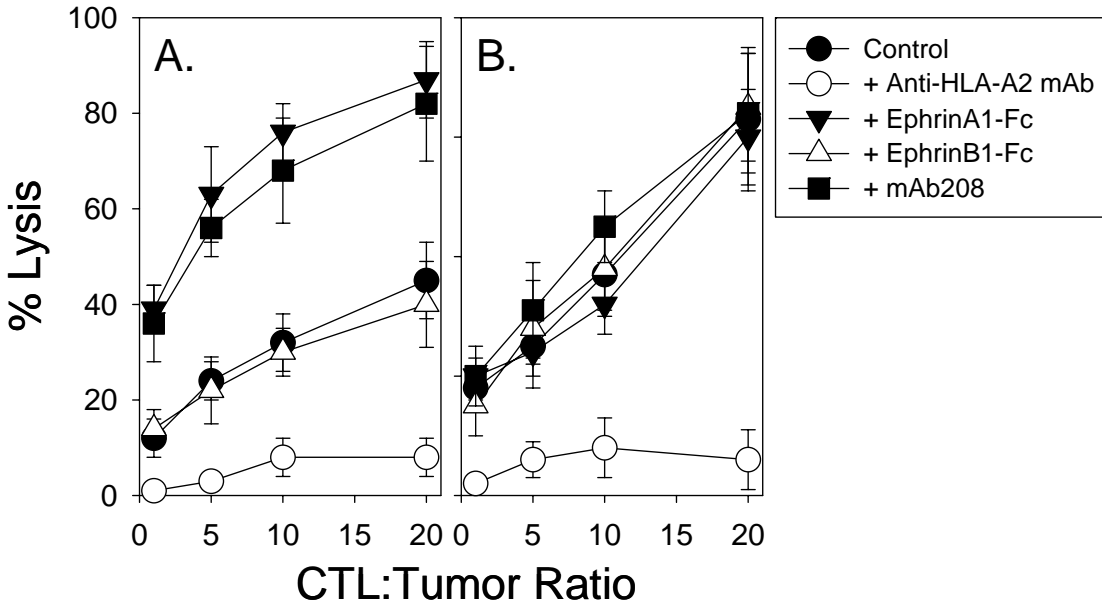 100
80
60
40
20
0
% Lysis
A.
B.
0 5 10 15 20 0 5 10 15 20
CTL:Tumor Ratio
Control
+ Anti-HLA-A2 mAb
+ EphrinA1-Fc
+ EphrinB1-Fc
+ mAb208